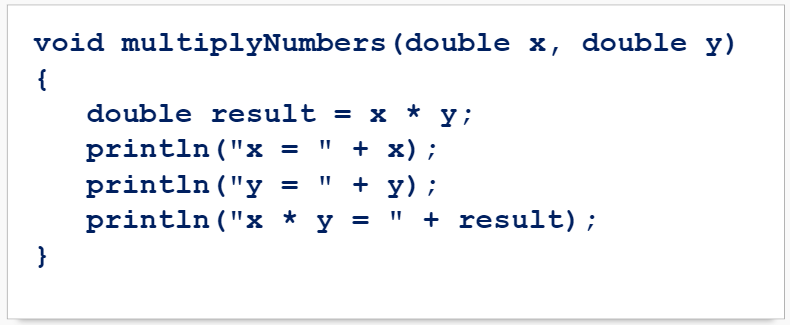 void multiplyNumbers(double x, double y)
{
   double result = x * y;
   println("x = " + x);
   println("y = " + y);
   println("x * y = " + result);
}